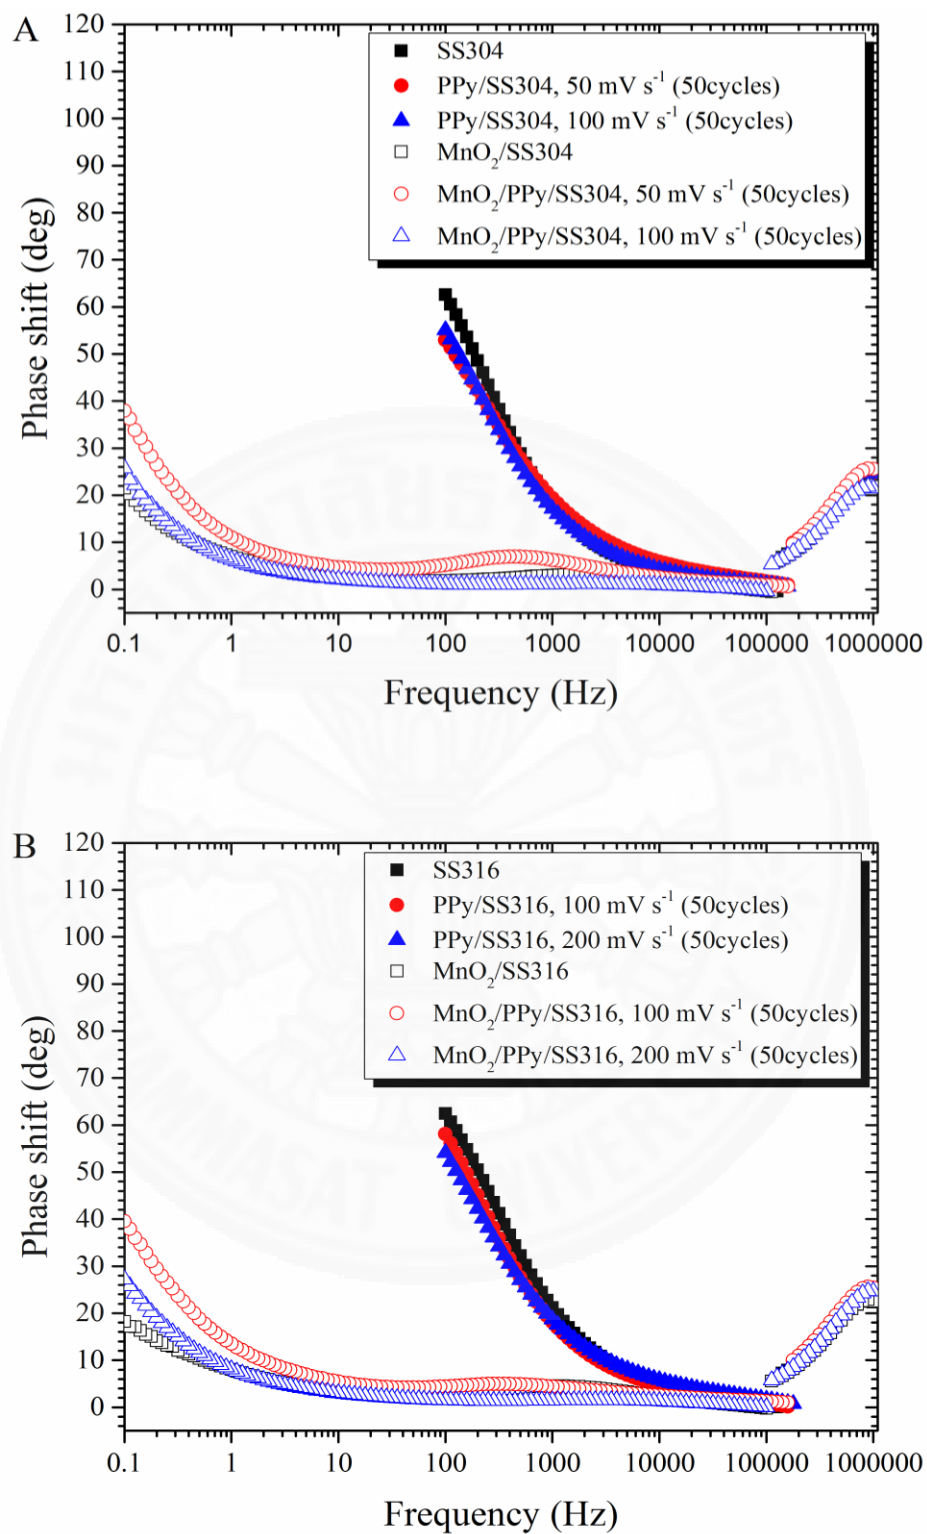 A
120
110
100
90
80
70
60
50
40
30
20
10
0
Phase shift (deg)
SS304
PPy/SS304, 50 mV s⁻¹ (50cycles)
PPy/SS304, 100 mV s⁻¹ (50cycles)
MnO₂/SS304
MnO₂/PPy/SS304, 50 mV s⁻¹ (50cycles)
MnO₂/PPy/SS304, 100 mV s⁻¹ (50cycles)
0.1 1 10 100 1000 10000 100000 1000000
Frequency (Hz)
B
120
110
100
90
80
70
60
50
40
30
20
10
0
Phase shift (deg)
SS316
PPy/SS316, 100 mV s⁻¹ (50cycles)
PPy/SS316, 200 mV s⁻¹ (50cycles)
MnO₂/SS316
MnO₂/PPy/SS316, 100 mV s⁻¹ (50cycles)
MnO₂/PPy/SS316, 200 mV s⁻¹ (50cycles)
THAMMASAT UNIVERSITY
0.1 1 10 100 1000 10000 100000 1000000
Frequency (Hz)